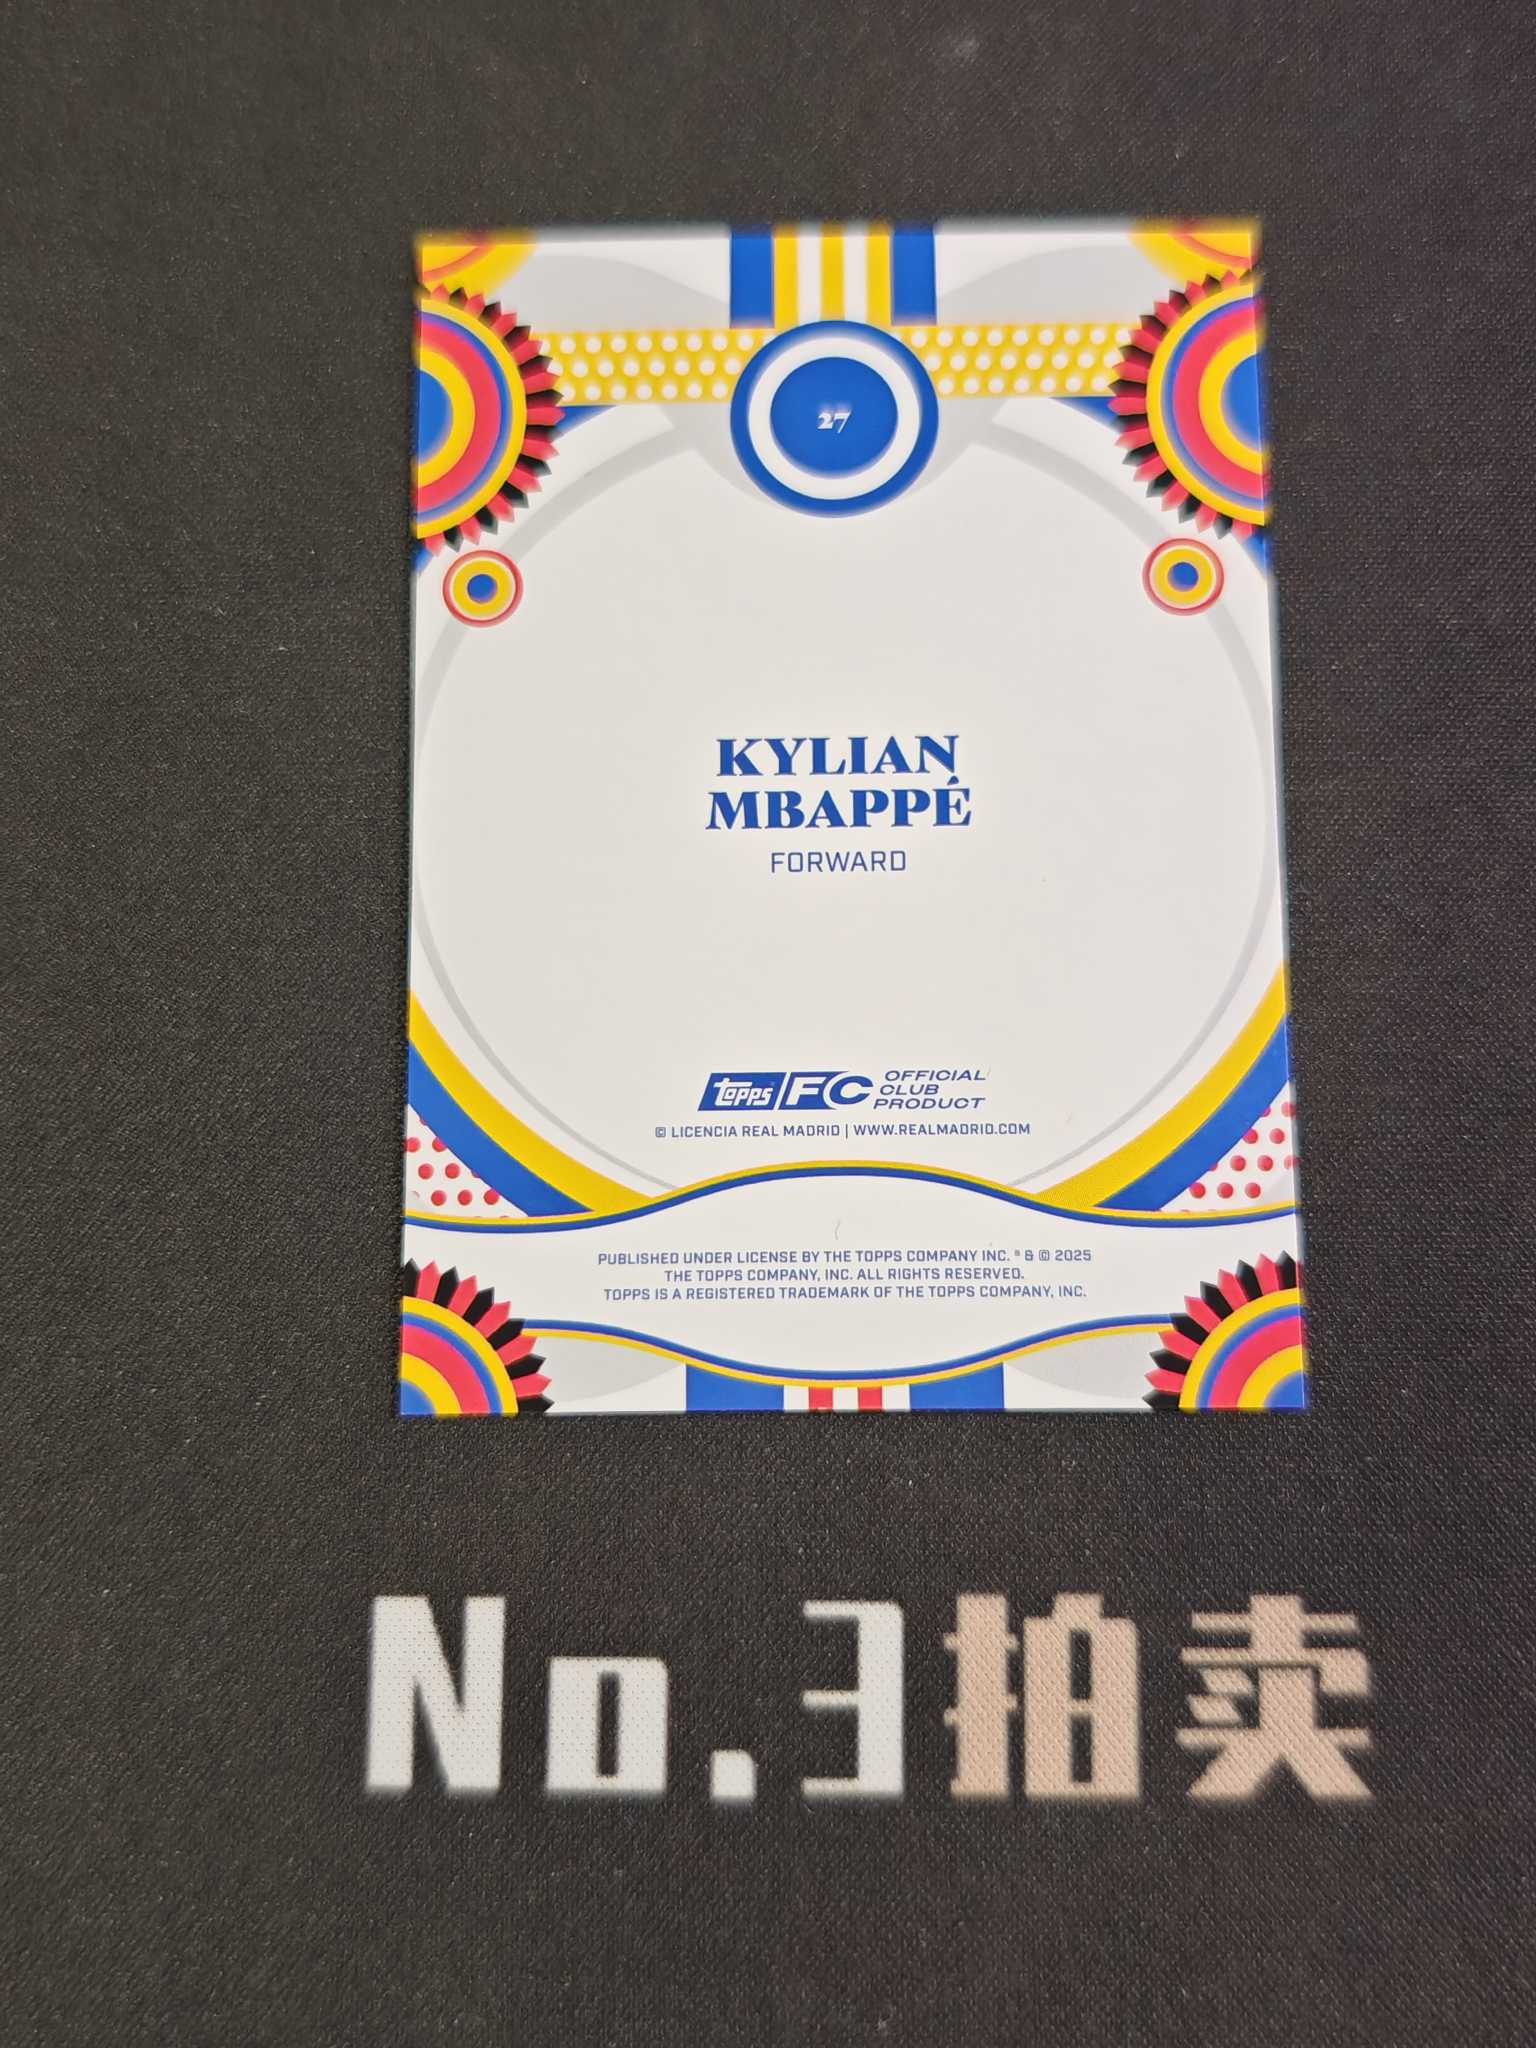 27
KYLIAN
MBAPPÉ
FORWARD
topps FC OFFICIAL
CLUB
PRODUCT
© LICENCIA REAL MADRID | WWW.REALMADRID.COM
PUBLISHED UNDER LICENSE BY THE TOPPS COMPANY INC. ® & © 2025
THE TOPPS COMPANY, INC. ALL RIGHTS RESERVED.
TOPPS IS A REGISTERED TRADEMARK OF THE TOPPS COMPANY, INC.
No.3拍卖